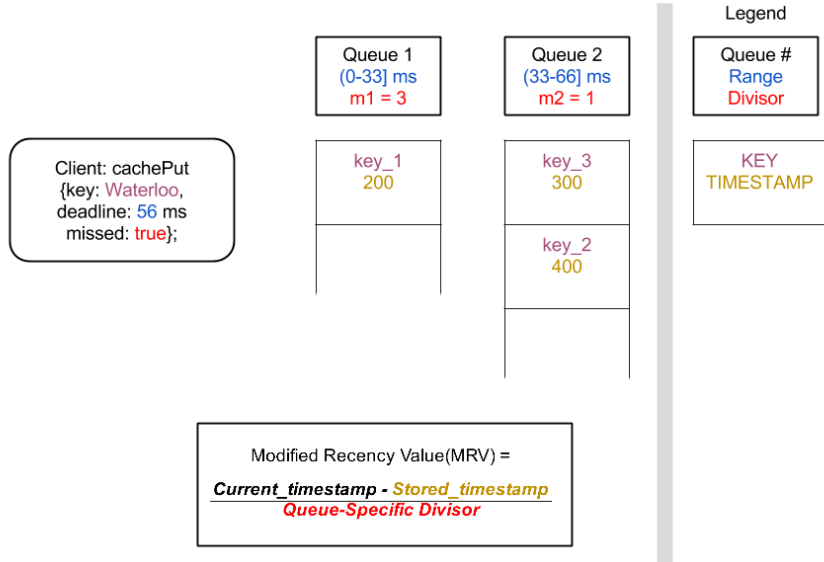 Legend
Queue 1
(0-33] ms
m1 = 3
Queue 2
(33-66] ms
m2 = 1
Queue #
Range
Divisor
Client: cachePut
{key: Waterloo,
deadline: 56 ms
missed: true};
key_1
200
key_3
300
KEY
TIMESTAMP
key_2
400
Modified Recency Value(MRV) =
Current_timestamp - Stored_timestamp
Queue-Specific Divisor